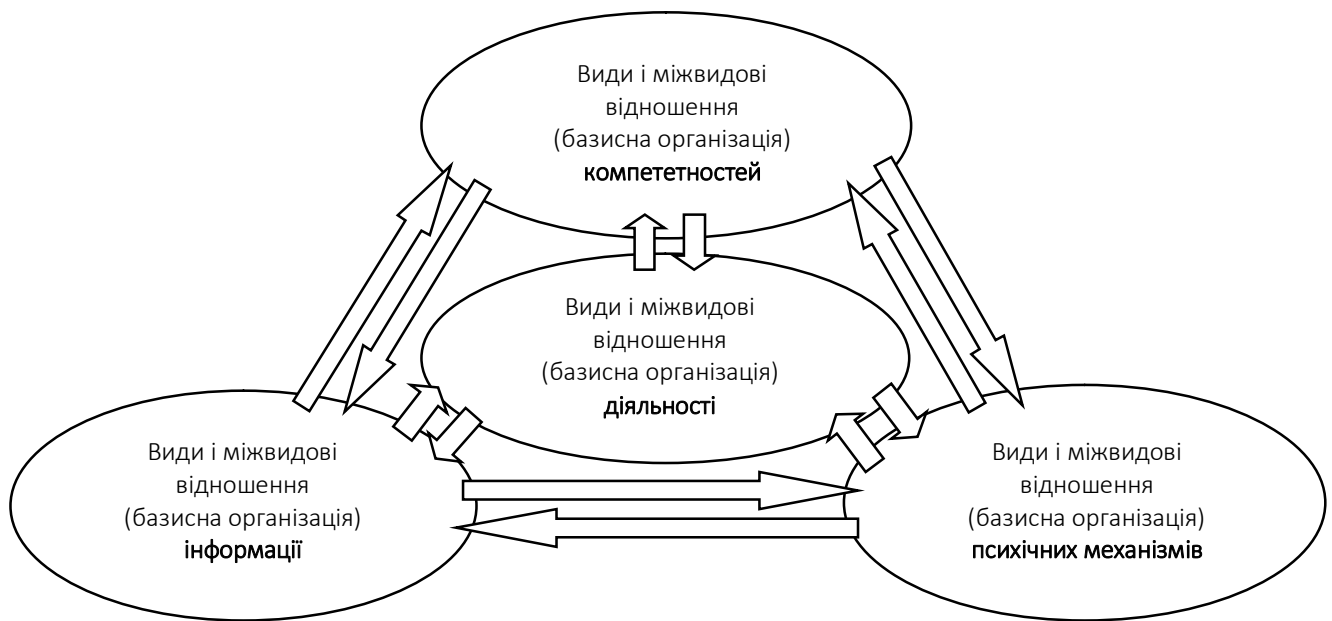 Види і міжвидові
відношення
(базисна організація)
компететностей
Види і міжвидові
відношення
(базисна організація)
діяльності
Види і міжвидові
відношення
(базисна організація)
інформації
Види і міжвидові
відношення
(базисна організація)
психічних механізмів